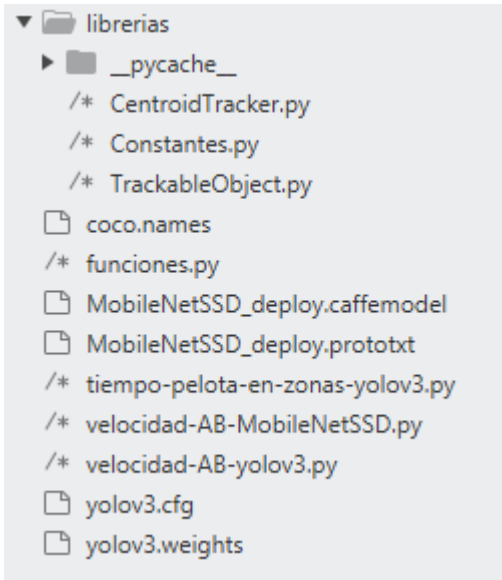 librerias
__pycache__
/* CentroidTracker.py
/* Constantes.py
/* TrackableObject.py
coco.names
/* funciones.py
MobileNetSSD_deploy.caffemodel
MobileNetSSD_deploy.prototxt
/* tiempo-pelota-en-zonas-yolov3.py
/* velocidad-AB-MobileNetSSD.py
/* velocidad-AB-yolov3.py
yolov3.cfg
yolov3.weights